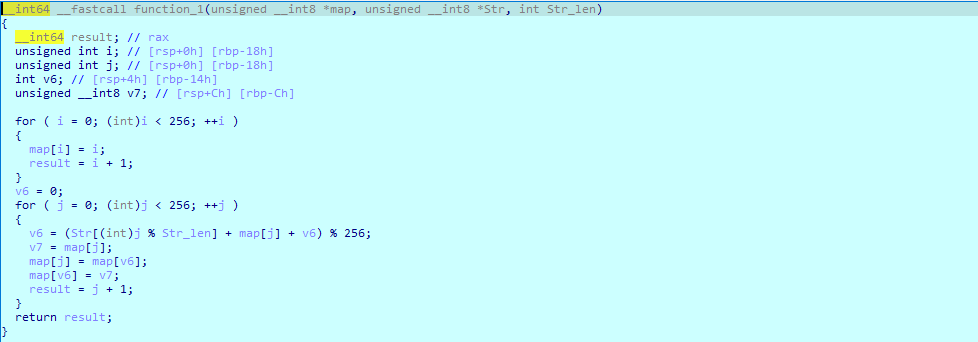 __int64 __fastcall function_1(unsigned __int8 *map, unsigned __int8 *Str, int Str_len)
{
  __int64 result; // rax
  unsigned int i; // [rsp+0h] [rbp-18h]
  unsigned int j; // [rsp+0h] [rbp-18h]
  int v6; // [rsp+4h] [rbp-14h]
  unsigned __int8 v7; // [rsp+Ch] [rbp-Ch]

  for ( i = 0; (int)i < 256; ++i )
  {
    map[i] = i;
    result = i + 1;
  }
  v6 = 0;
  for ( j = 0; (int)j < 256; ++j )
  {
    v6 = (Str[(int)j % Str_len] + map[j] + v6) % 256;
    v7 = map[j];
    map[j] = map[v6];
    map[v6] = v7;
    result = j + 1;
  }
  return result;
}